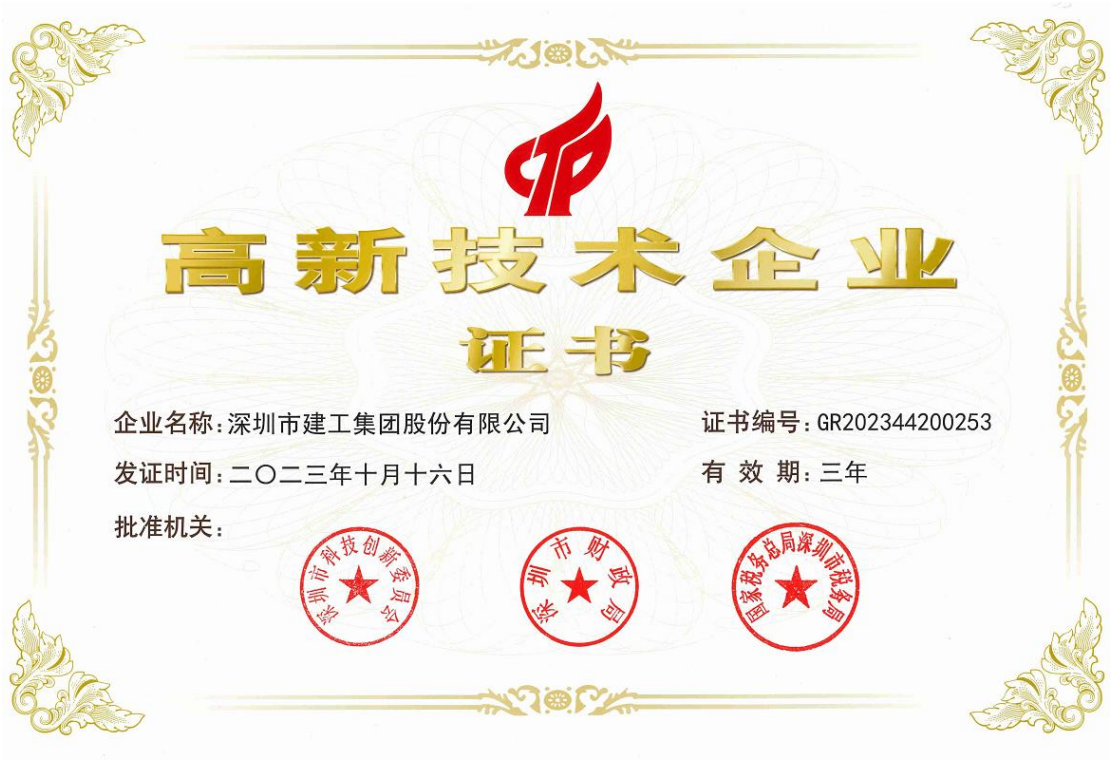 高新技术企业
证书
企业名称:深圳市建工集团股份有限公司
证书编号:GR202344200253
发证时间:二〇二三年十月十六日
有效期:三年
批准机关:
深圳市科技创新委员会
深圳市财政局
国家税务总局深圳市税务局